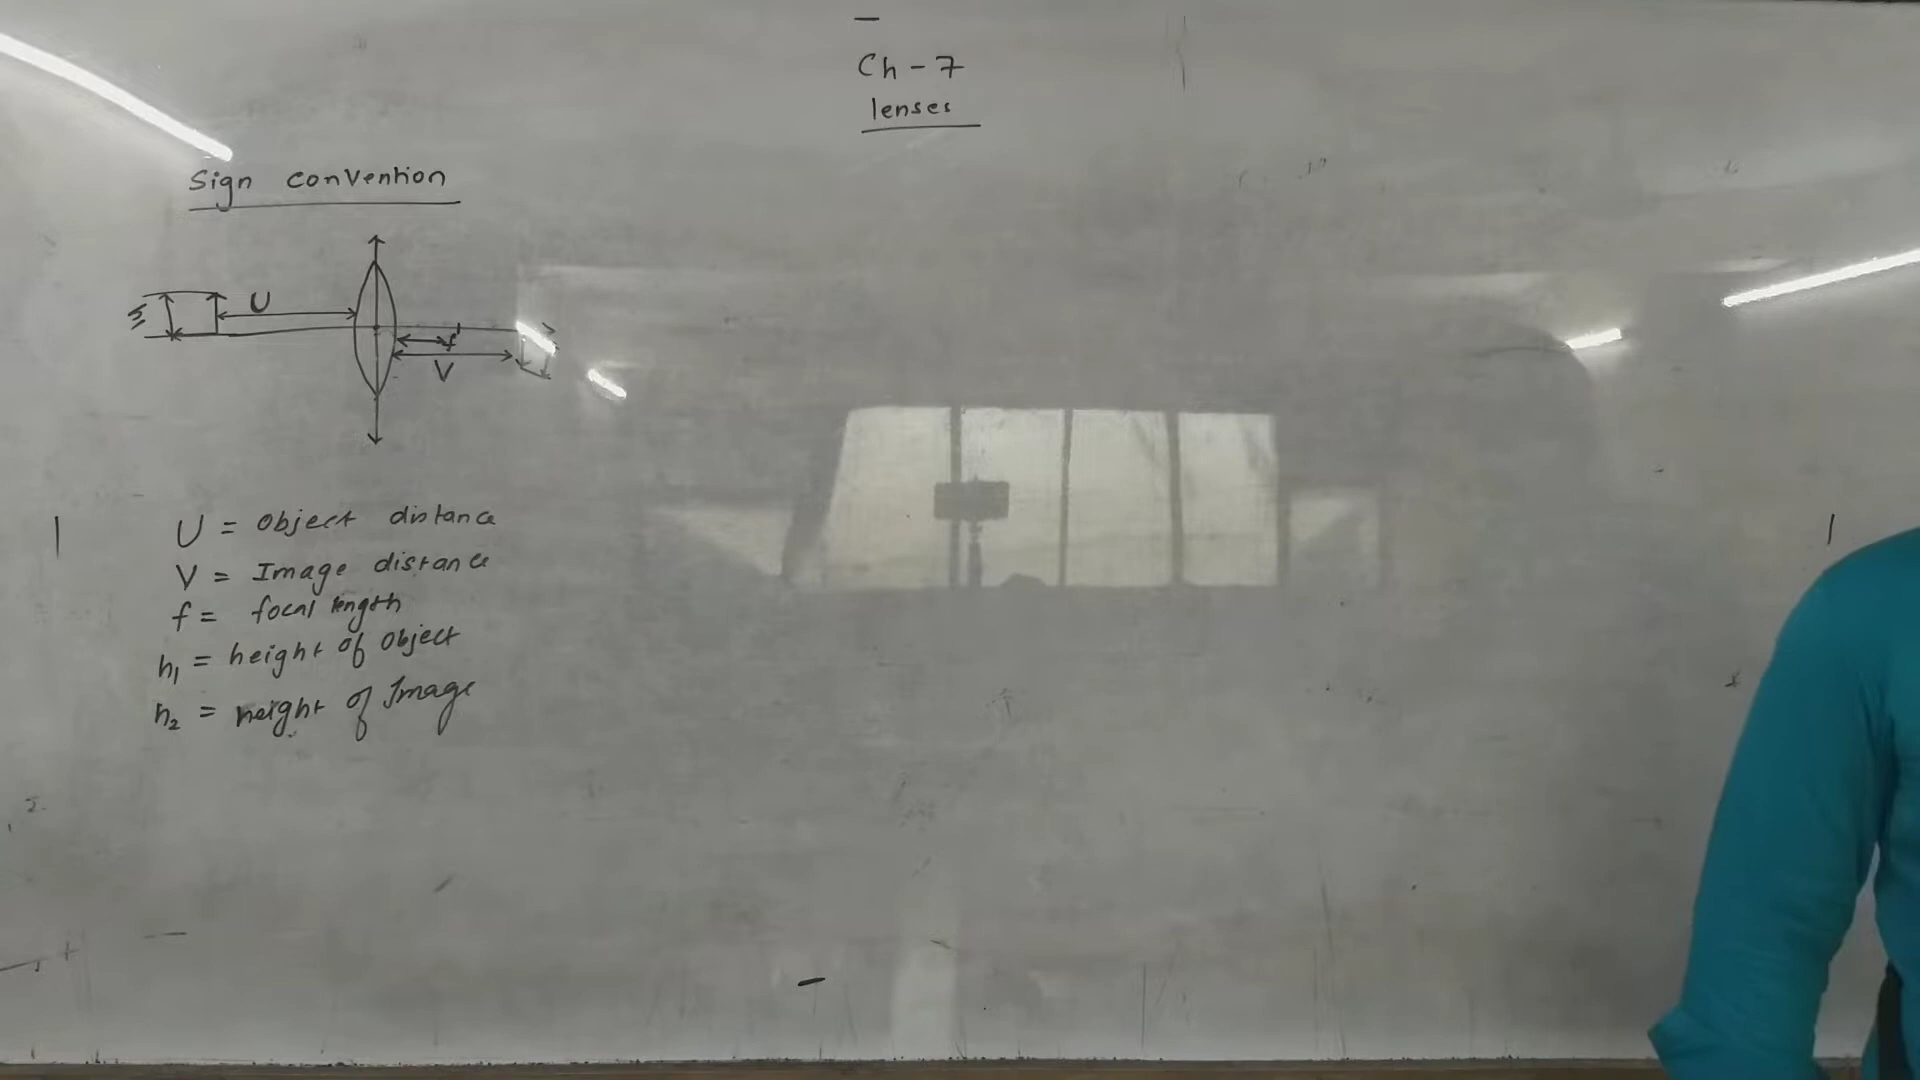 Ch - 7
lenses
Sign convention
U
f
V
U = object distance
V = Image distance
f = focal length
h₁ = height of object
h₂ = height of Image